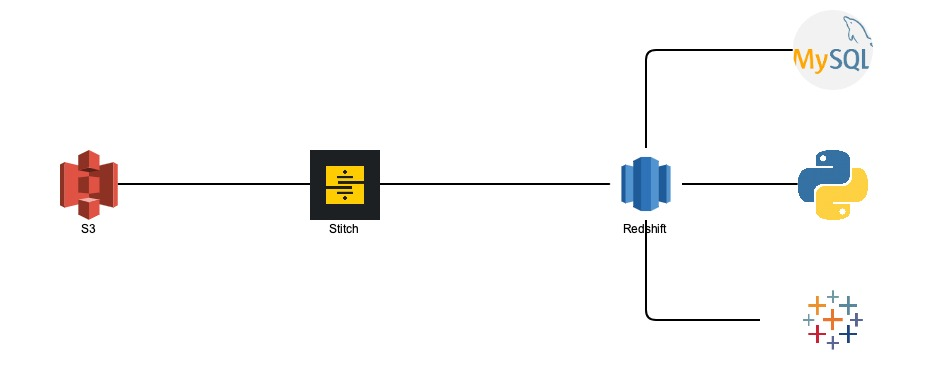 MySQL
S3
Stitch
Redshift